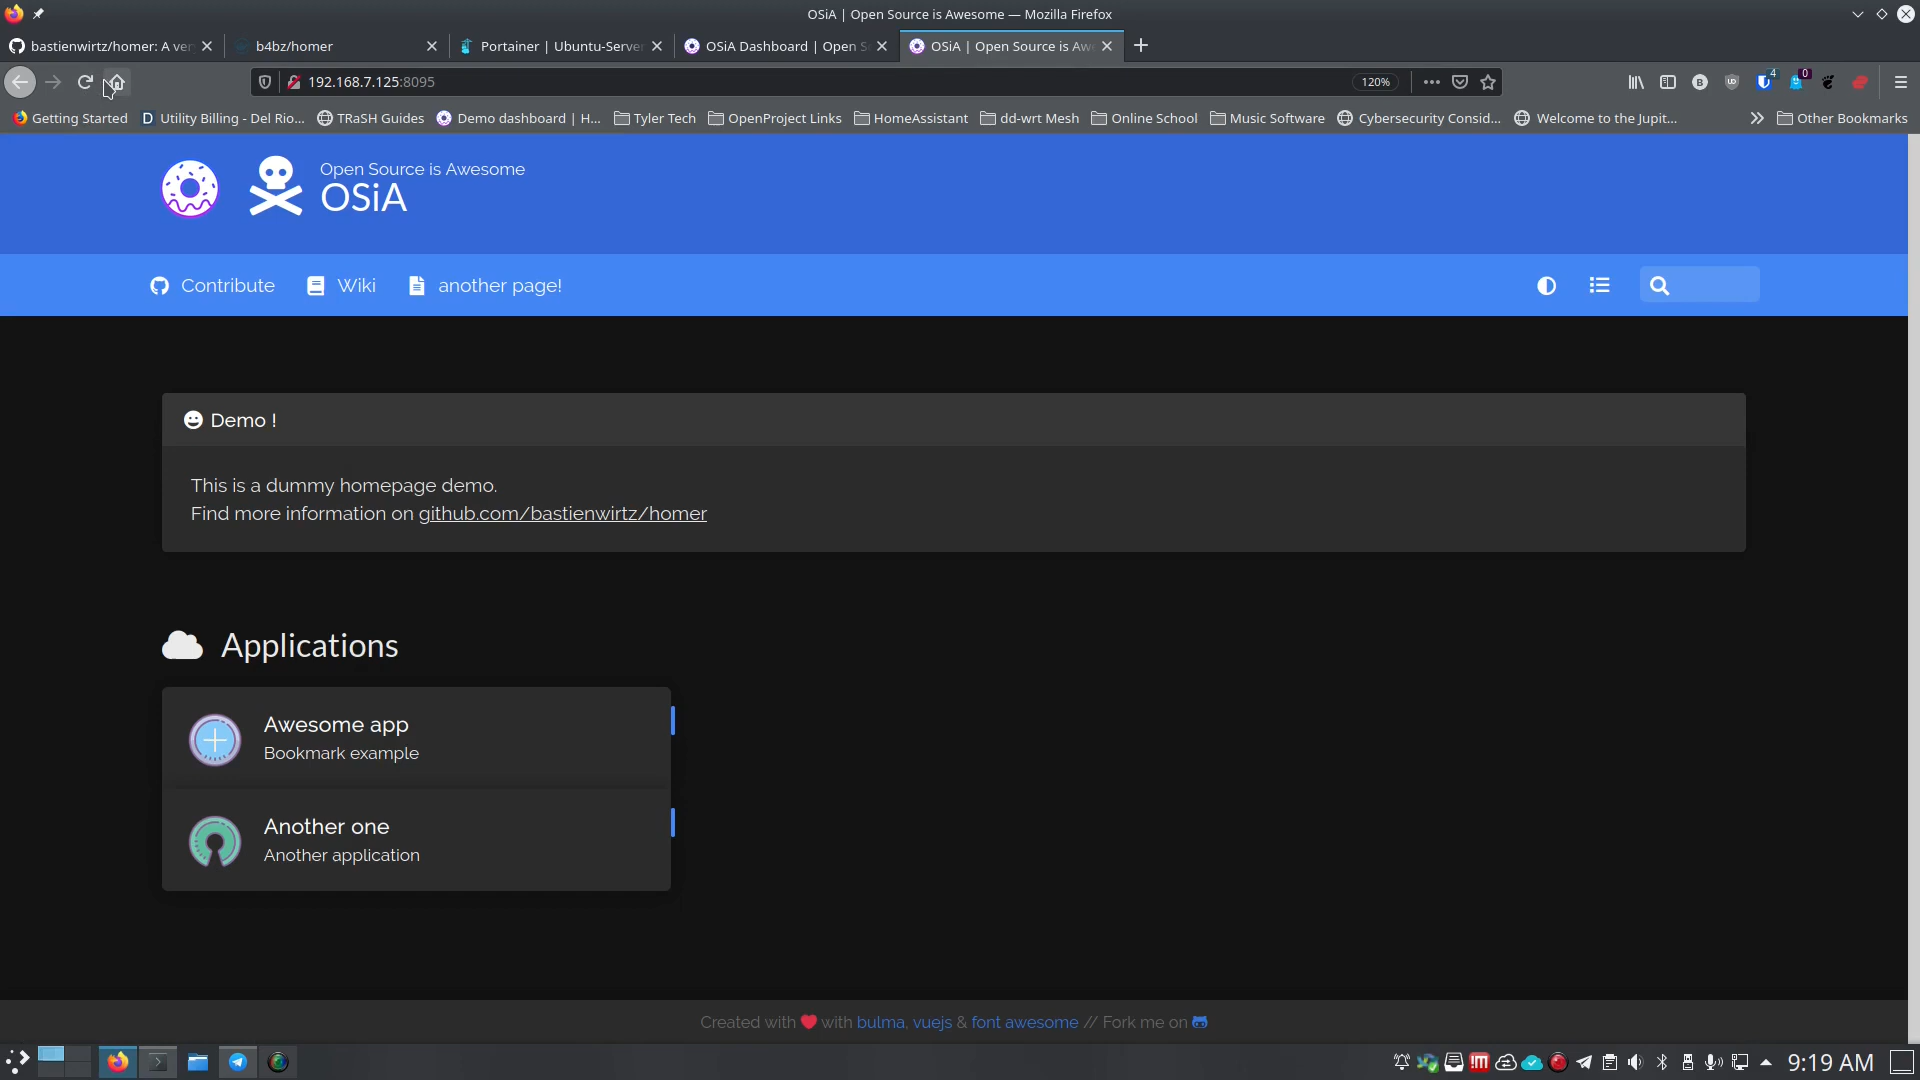 OSiA | Open Source is Awesome — Mozilla Firefox
bastienwirtz/homer: A ver
b4bz/homer
Portainer | Ubuntu-Server
OSiA Dashboard | Open S
OSiA | Open Source is Awe
192.168.7.125:8095
120%
4
0
Getting Started
Utility Billing - Del Rio...
TRaSH Guides
Demo dashboard | H...
Tyler Tech
OpenProject Links
HomeAssistant
dd-wrt Mesh
Online School
Music Software
Cybersecurity Consid...
Welcome to the Jupit...
Other Bookmarks
Open Source is Awesome
OSiA
Contribute
Wiki
another page!
Demo !
This is a dummy homepage demo.
Find more information on github.com/bastienwirtz/homer
Applications
Awesome app
Bookmark example
Another one
Another application
Created with ❤️ with bulma, vuejs & font awesome // Fork me on
9:19 AM